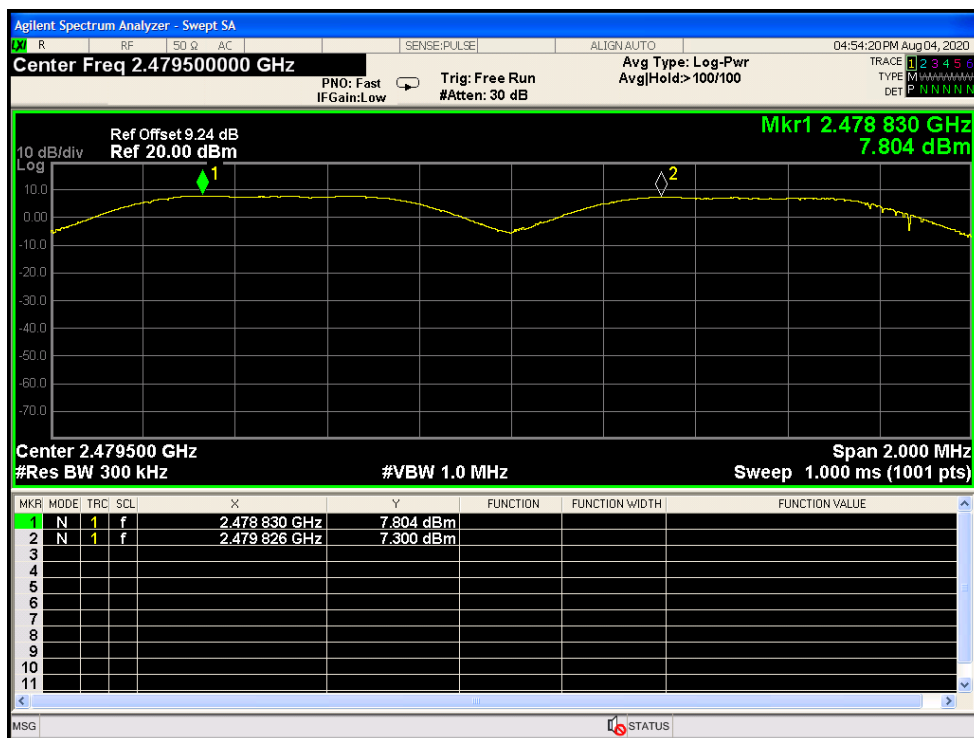 Agilent Spectrum Analyzer - Swept SA
LXI R RF 50 Ω AC SENSE:PULSE ALIGN AUTO 04:54:20 PM Aug 04, 2020
Center Freq 2.479500000 GHz
PNO: Fast
IFGain:Low
Trig: Free Run
#Atten: 30 dB
Avg Type: Log-Pwr
Avg|Hold:>100/100
TRACE 1 2 3 4 5 6
TYPE M
DET P N N N N N
Mkr1 2.478 830 GHz
7.804 dBm
Ref Offset 9.24 dB
10 dB/div Ref 20.00 dBm
Log
1
2
10.0
0.00
-10.0
-20.0
-30.0
-40.0
-50.0
-60.0
-70.0
Center 2.479500 GHz Span 2.000 MHz
#Res BW 300 kHz #VBW 1.0 MHz Sweep 1.000 ms (1001 pts)
MKR MODE TRC SCL X Y FUNCTION FUNCTION WIDTH FUNCTION VALUE
1 N 1 f 2.478 830 GHz 7.804 dBm
2 N 1 f 2.479 826 GHz 7.300 dBm
3
4
5
6
7
8
9
10
11
MSG STATUS